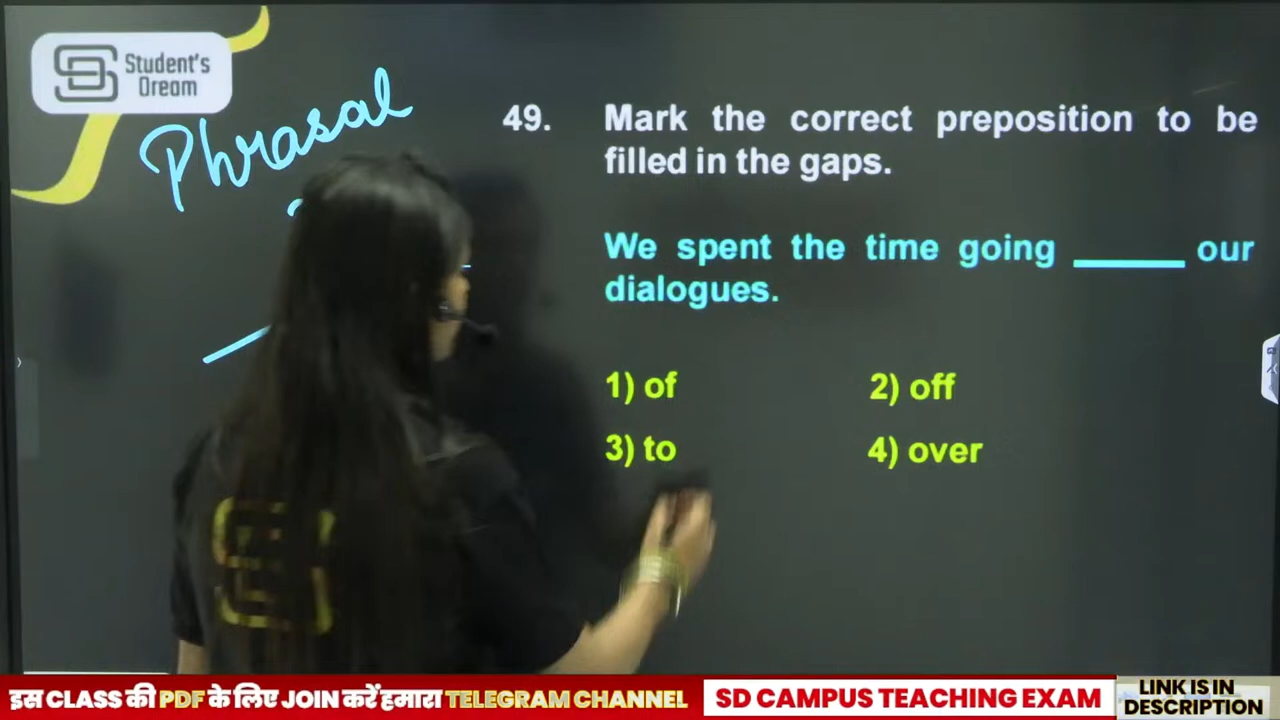 Student's
Dream
Phrasal
49. Mark the correct preposition to be
filled in the gaps.
We spent the time going ______ our
dialogues.
1) of 2) off
3) to 4) over
इस CLASS की PDF के लिए JOIN करें हमारा TELEGRAM CHANNEL
SD CAMPUS TEACHING EXAM
LINK IS IN
DESCRIPTION